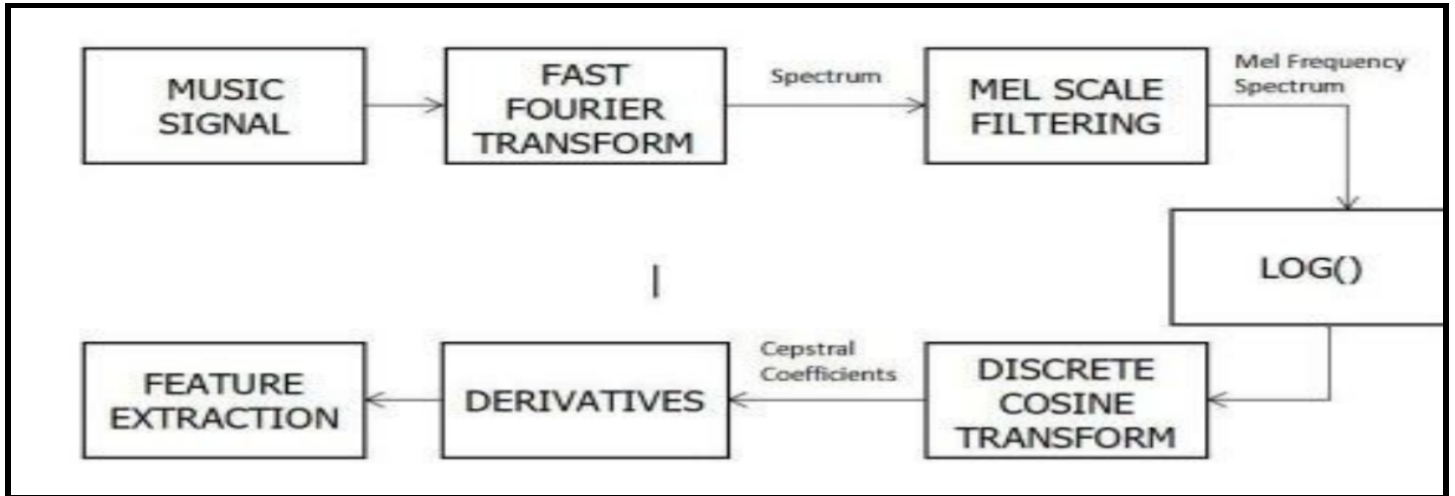 MUSIC
SIGNAL
FAST
FOURIER
TRANSFORM
Spectrum
MEL SCALE
FILTERING
Mel Frequency
Spectrum
LOG()
DISCRETE
COSINE
TRANSFORM
Cepstral
Coefficients
DERIVATIVES
FEATURE
EXTRACTION